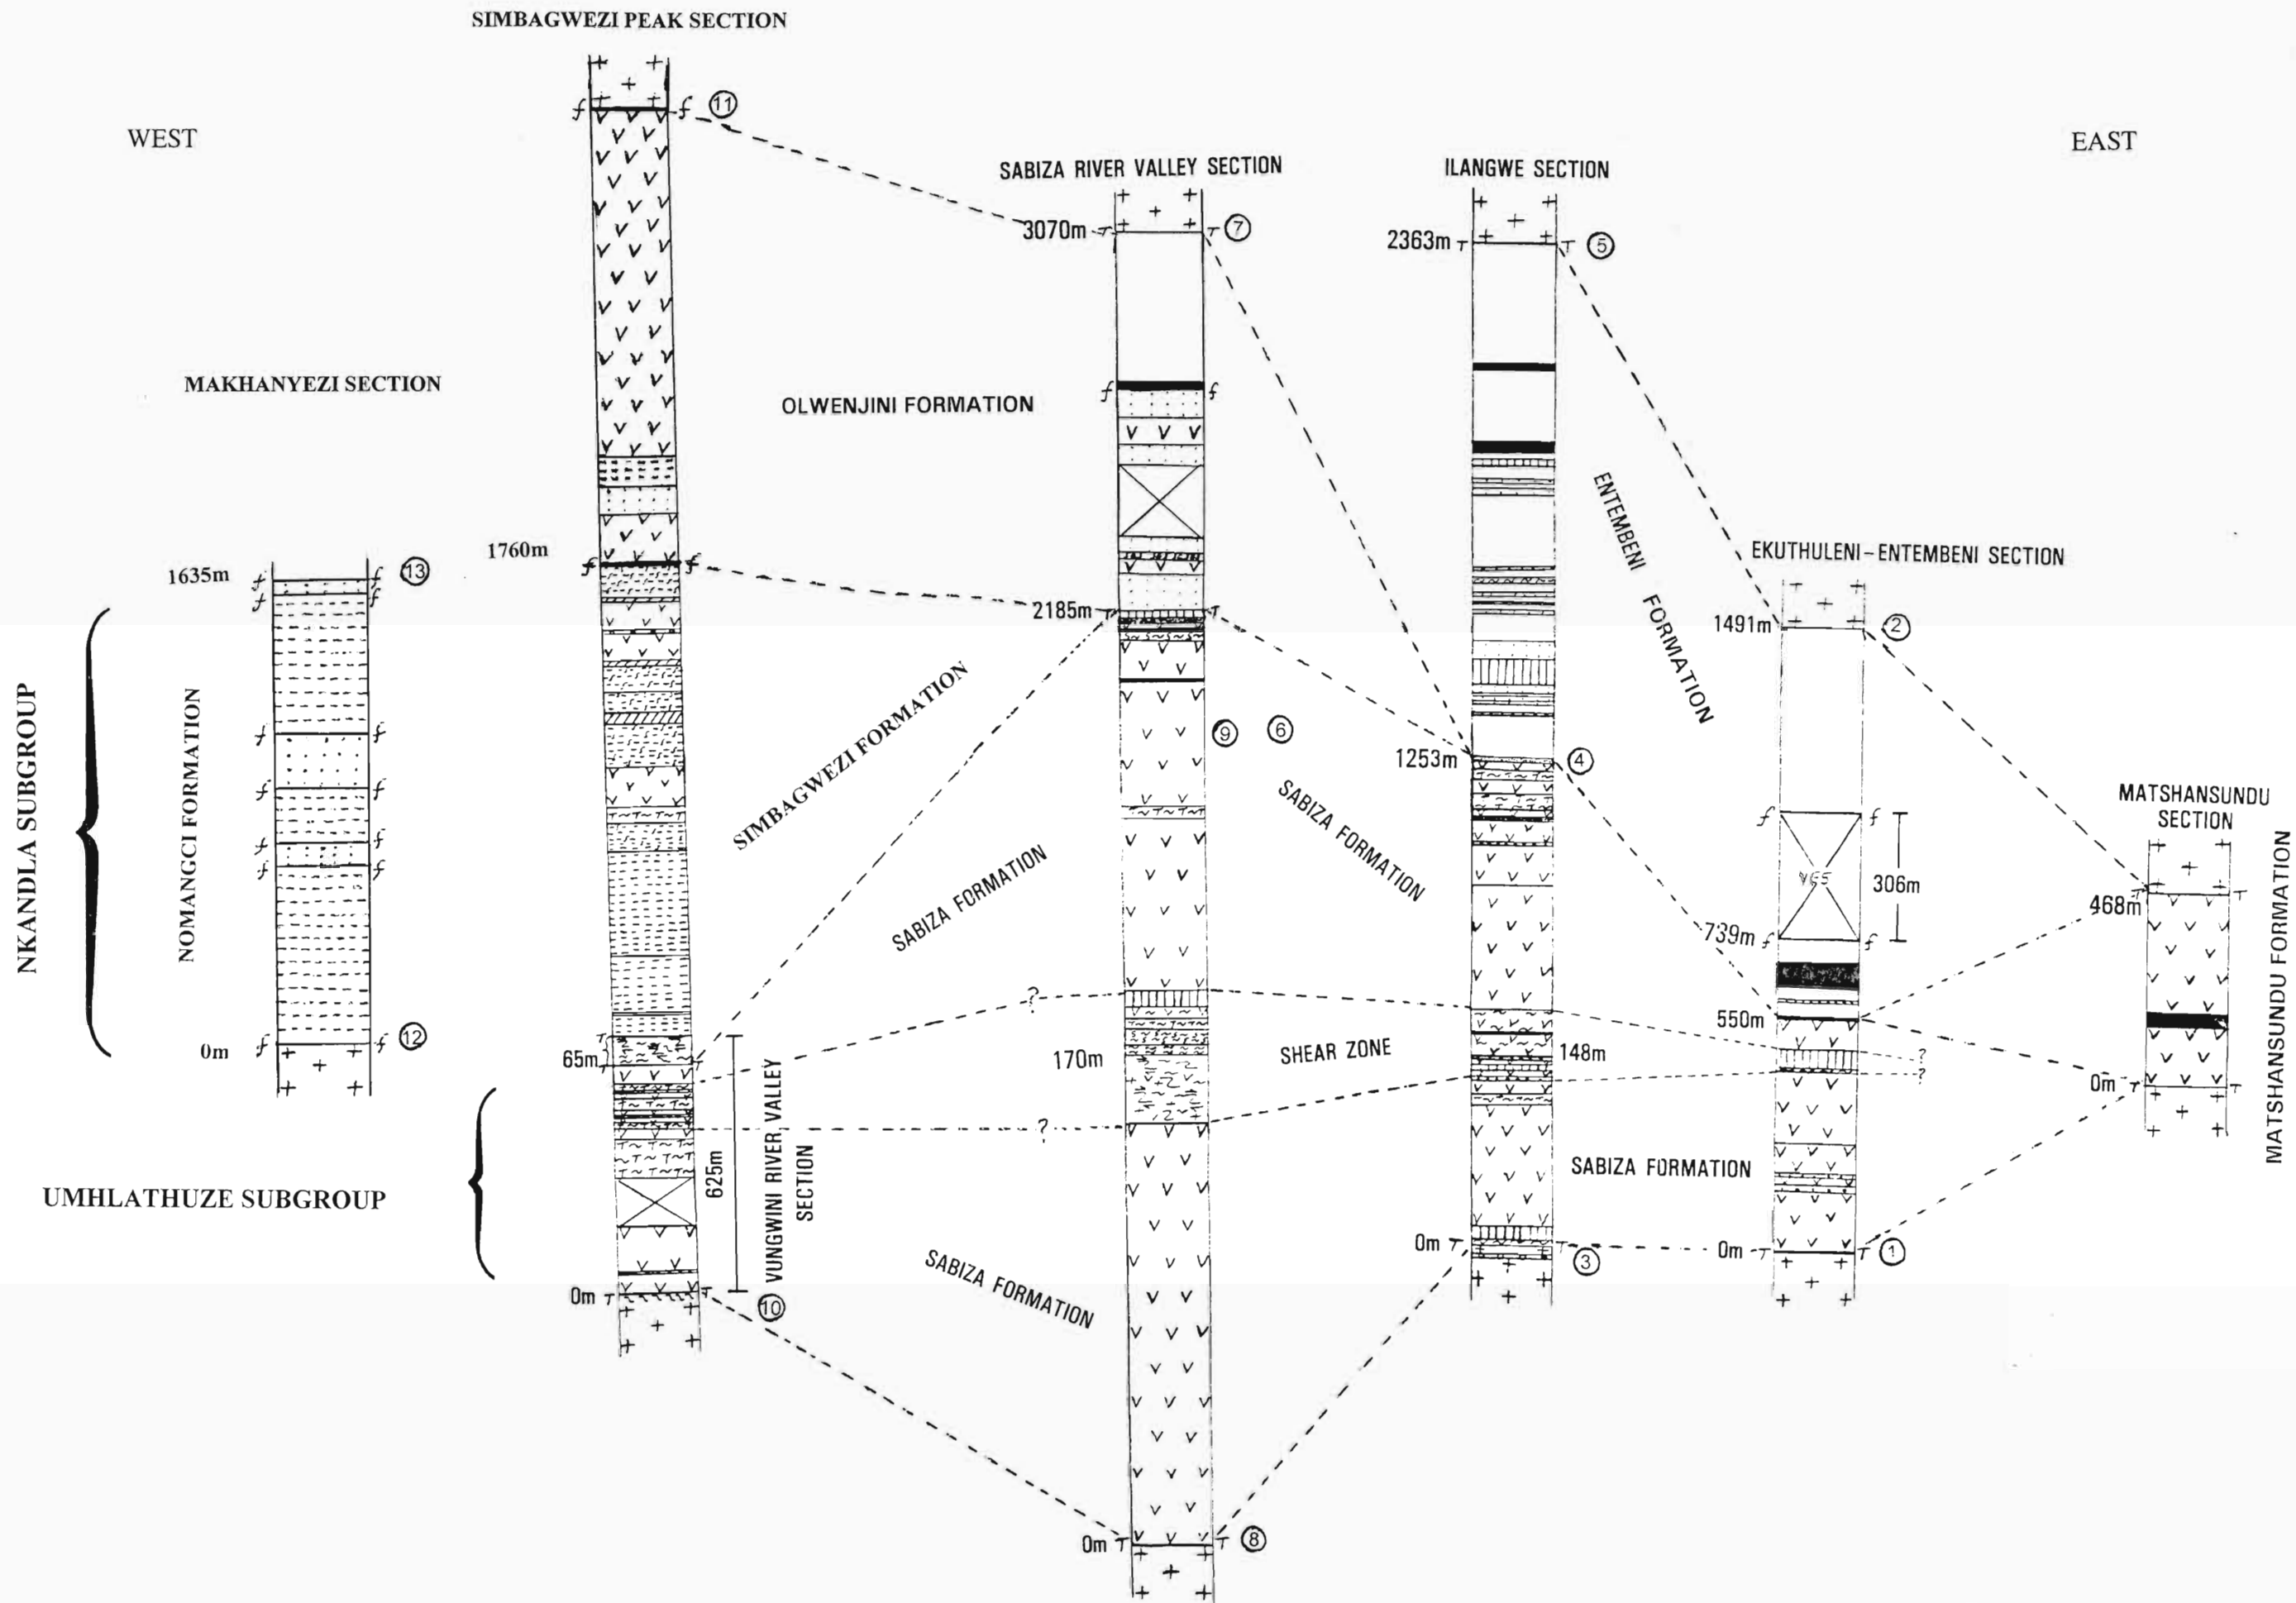 SIMBAGWEZI PEAK SECTION
11
WEST
EAST
SABIZA RIVER VALLEY SECTION
ILANGWE SECTION
3070m
7
2363m
5
MAKHANYEZI SECTION
OLWENJINI FORMATION
ENTEMBENI FORMATION
1760m
EKUTHULENI-ENTEMBENI SECTION
1635m
13
2185m
1491m
2
NKANDLA SUBGROUP
NOMANGCI FORMATION
SIMBAGWEZI FORMATION
9
6
1253m
4
SABIZA FORMATION
SABIZA FORMATION
MATSHANSUNDU
SECTION
MATSHANSUNDU FORMATION
306m
468m
739m
?
550m
0m
12
65m
170m
SHEAR ZONE
148m
?
?
0m
?
625m
VUNGWINI RIVER VALLEY
SECTION
UMHLATHUZE SUBGROUP
SABIZA FORMATION
SABIZA FORMATION
0m
3
0m
1
0m
10
0m
8